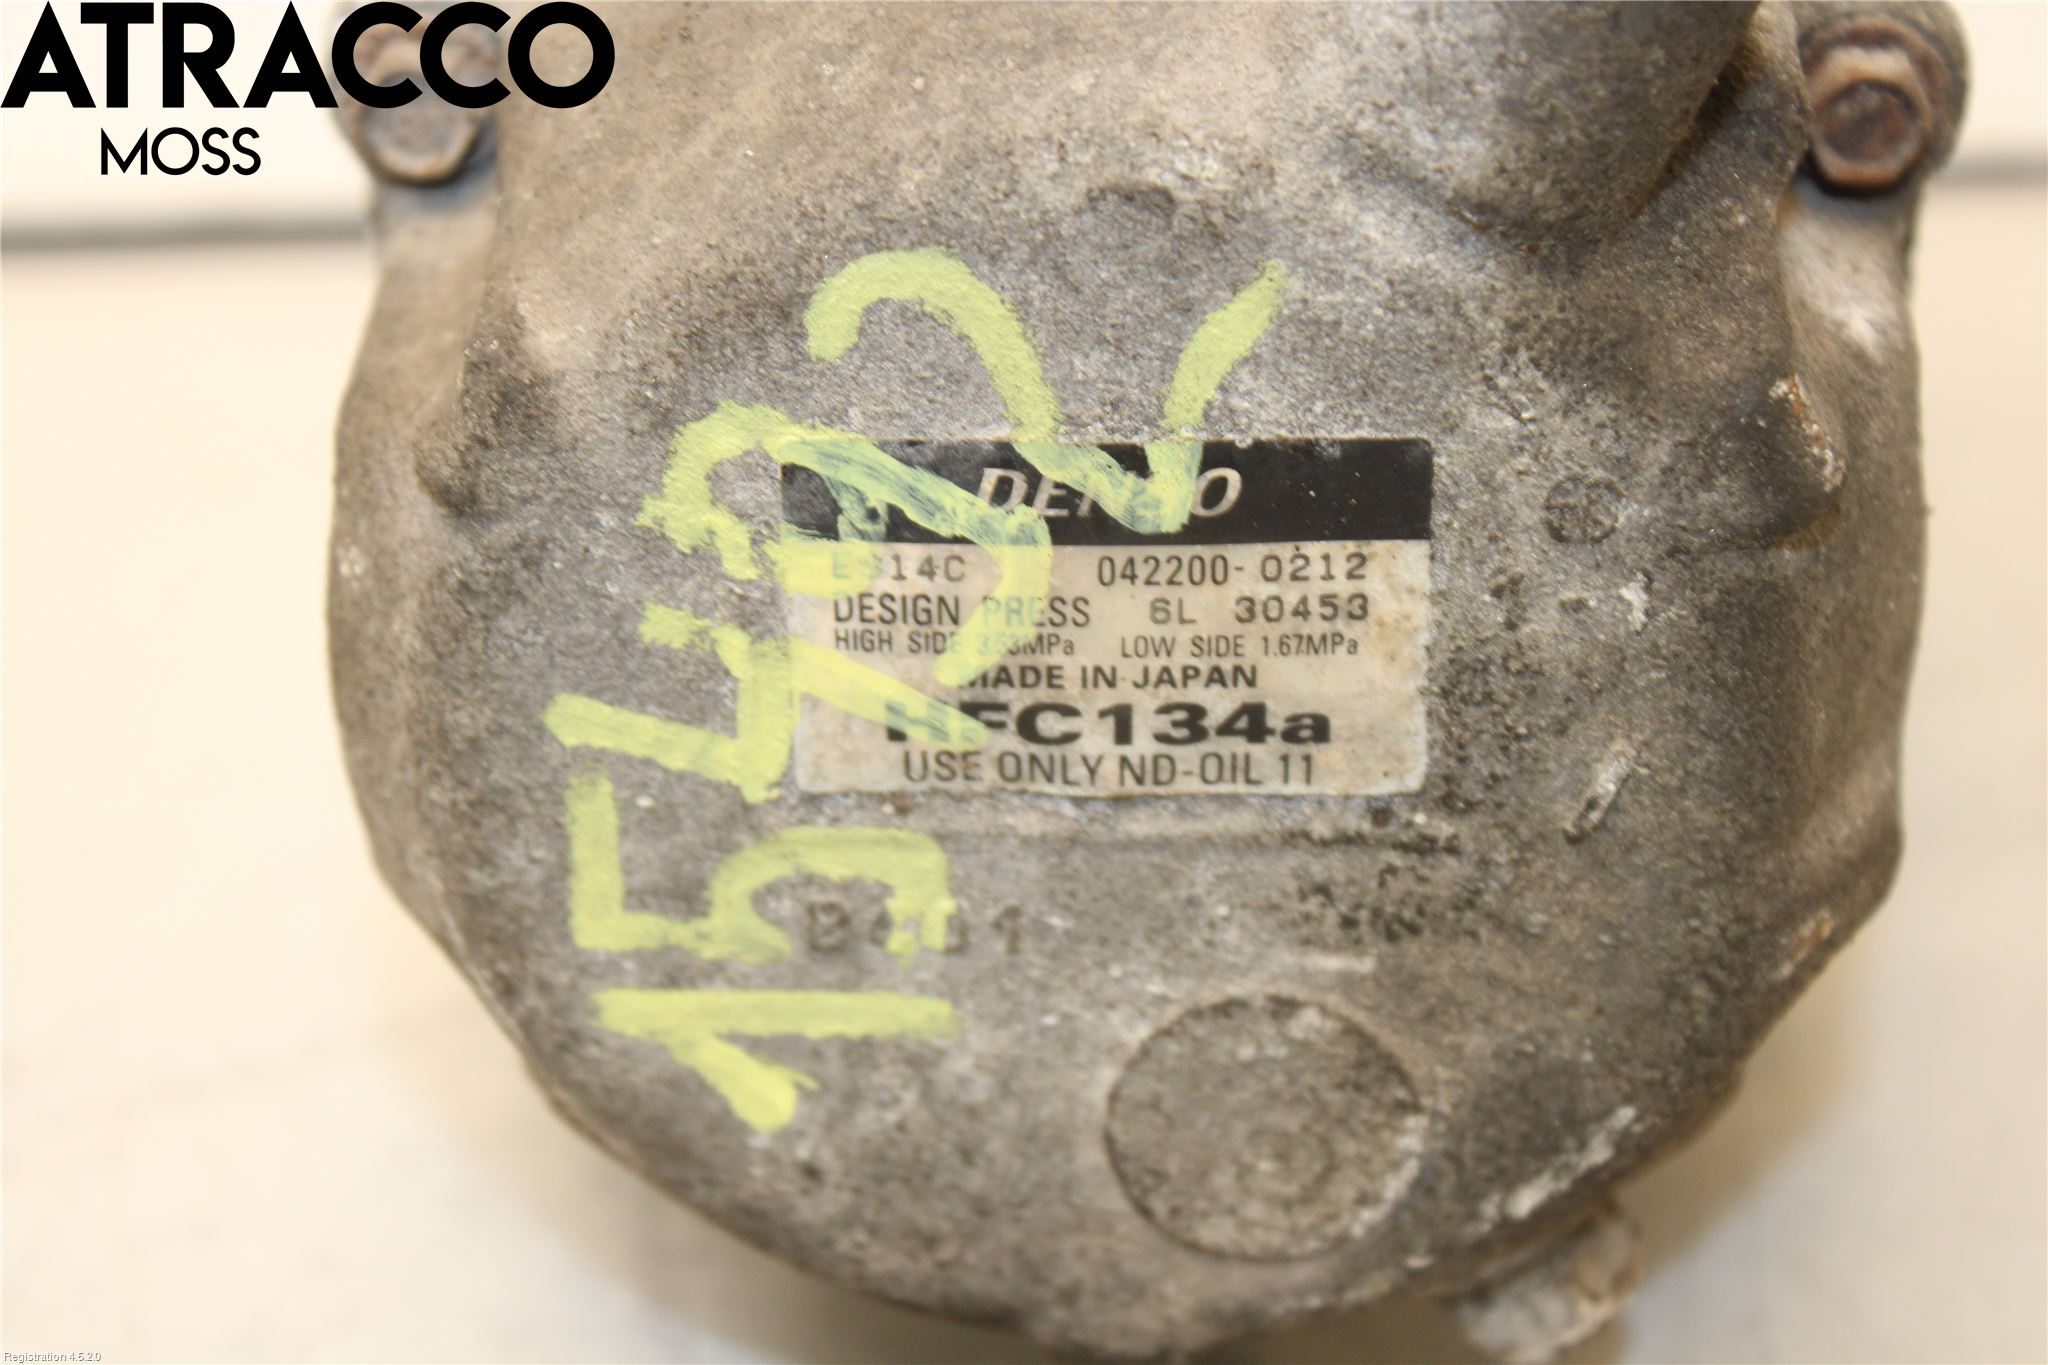 ATRACCO
MOSS
DENSO
ES14C 042200-0212
DESIGN PRESS 6L 30453
HIGH SIDE 3.53MPa LOW SIDE 1.67MPa
MADE IN JAPAN
HFC134a
USE ONLY ND-OIL 11
Registration 4.5.2.0